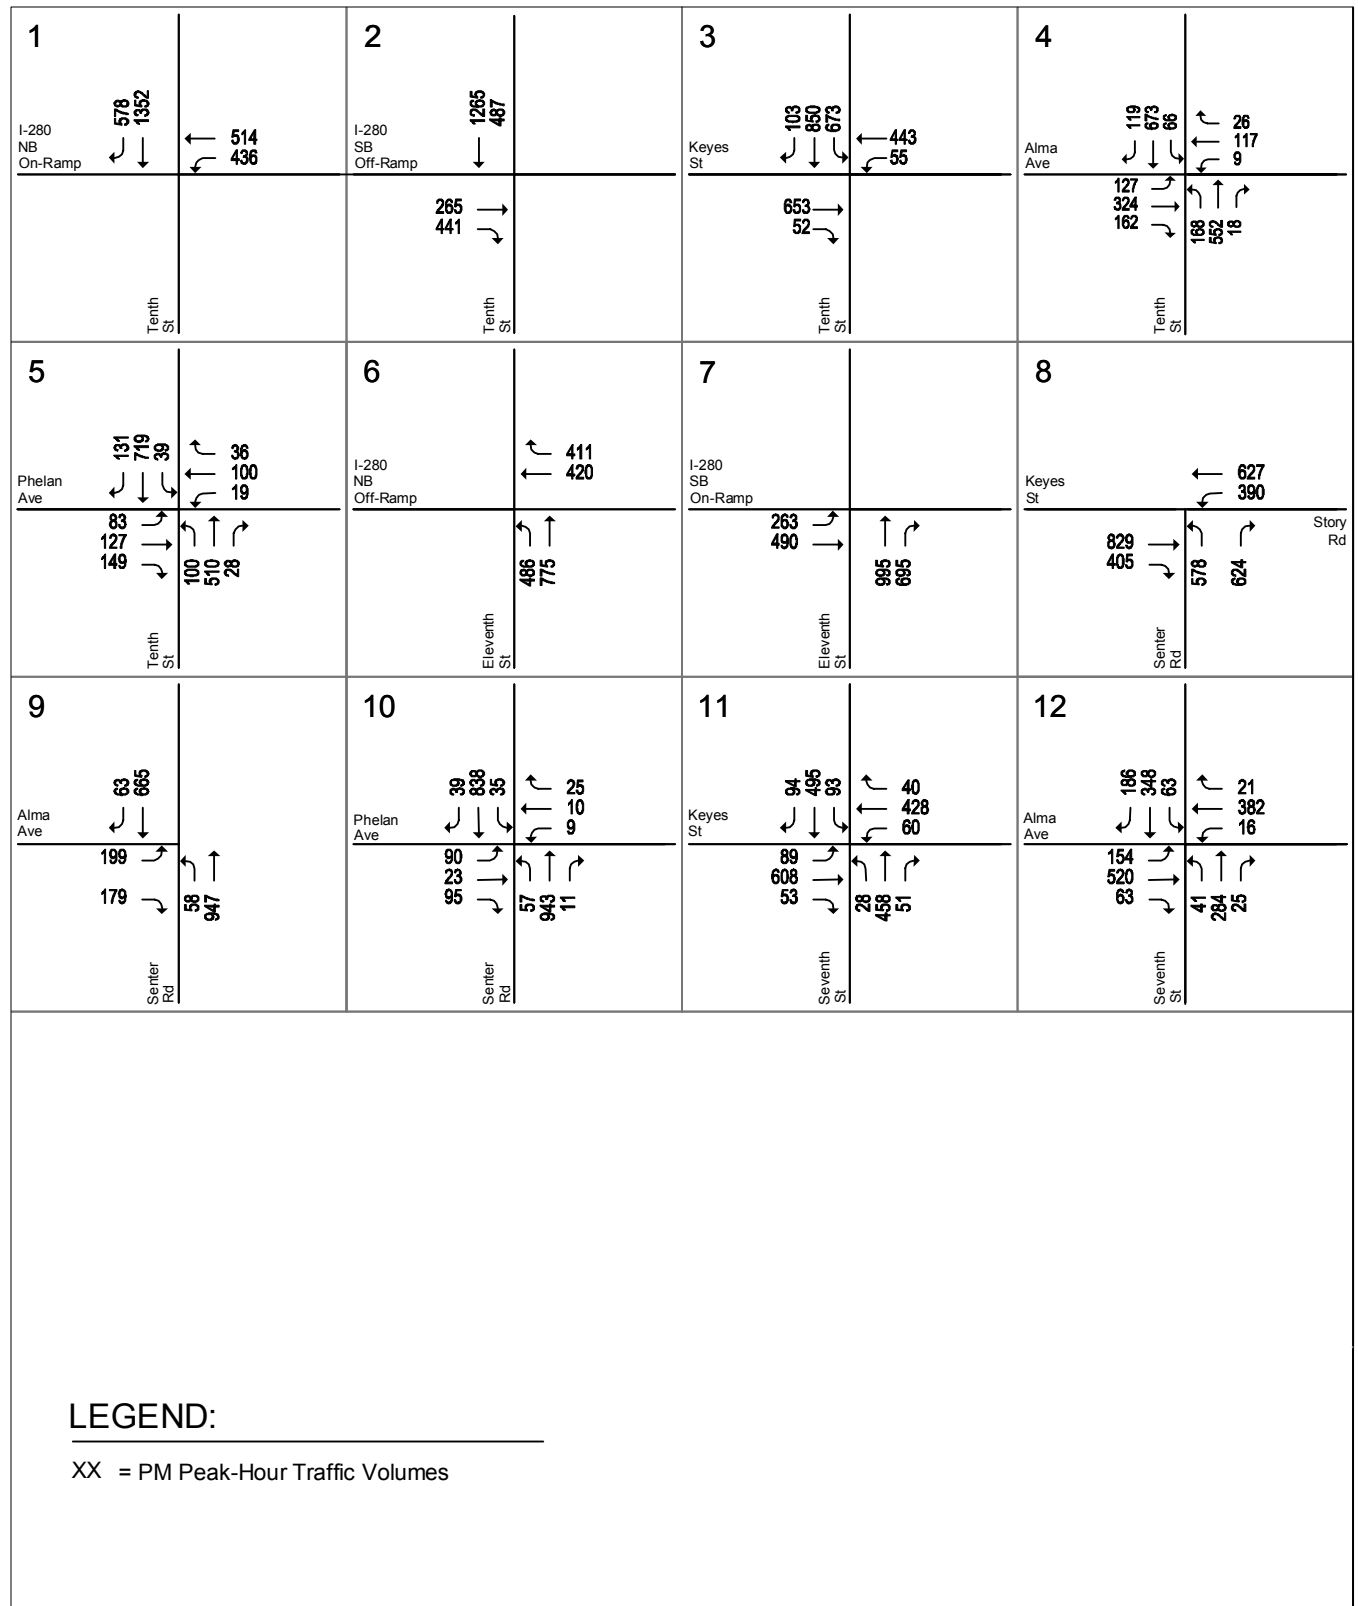 1
578
1352
I-280
NB
On-Ramp
514
436
Tenth
St
2
1265
487
I-280
SB
Off-Ramp
265
441
Tenth
St
3
103
850
673
Keyes
St
443
55
653
52
Tenth
St
4
119
673
66
Alma
Ave
26
117
9
127
324
162
168
552
18
Tenth
St
5
131
719
39
Phelan
Ave
36
100
19
83
127
149
100
510
28
Tenth
St
6
I-280
NB
Off-Ramp
411
420
486
775
Eleventh
St
7
I-280
SB
On-Ramp
263
490
995
695
Eleventh
St
8
Keyes
St
627
390
Story
Rd
829
405
578
624
Senter
Rd
9
63
665
Alma
Ave
199
179
58
947
Senter
Rd
10
39
838
35
Phelan
Ave
25
10
9
90
23
95
57
943
11
Senter
Rd
11
94
495
93
Keyes
St
40
428
60
89
608
53
28
458
51
Seventh
St
12
186
348
63
Alma
Ave
21
382
16
154
520
63
41
284
25
Seventh
St
LEGEND:
XX = PM Peak-Hour Traffic Volumes